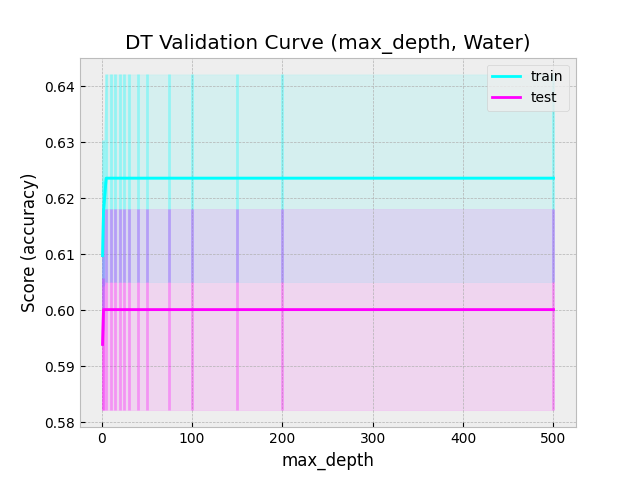 DT Validation Curve (max_depth, Water)
train
test
0.64
0.63
0.62
0.61
0.60
0.59
0.58
Score (accuracy)
0
100
200
300
400
500
max_depth